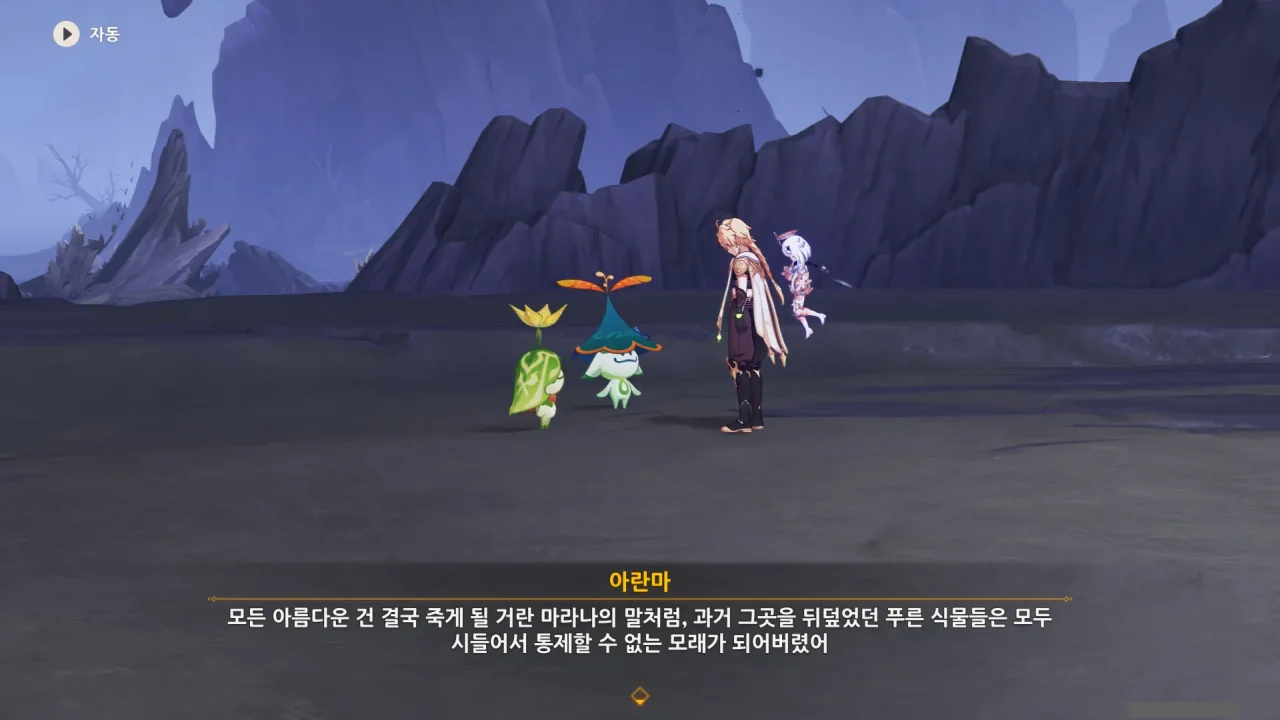 자동
아란마
모든 아름다운 건 결국 죽게 될 거란 마라나의 말처럼, 과거 그곳을 뒤덮었던 푸른 식물들은 모두
시들어서 통제할 수 없는 모래가 되어버렸어